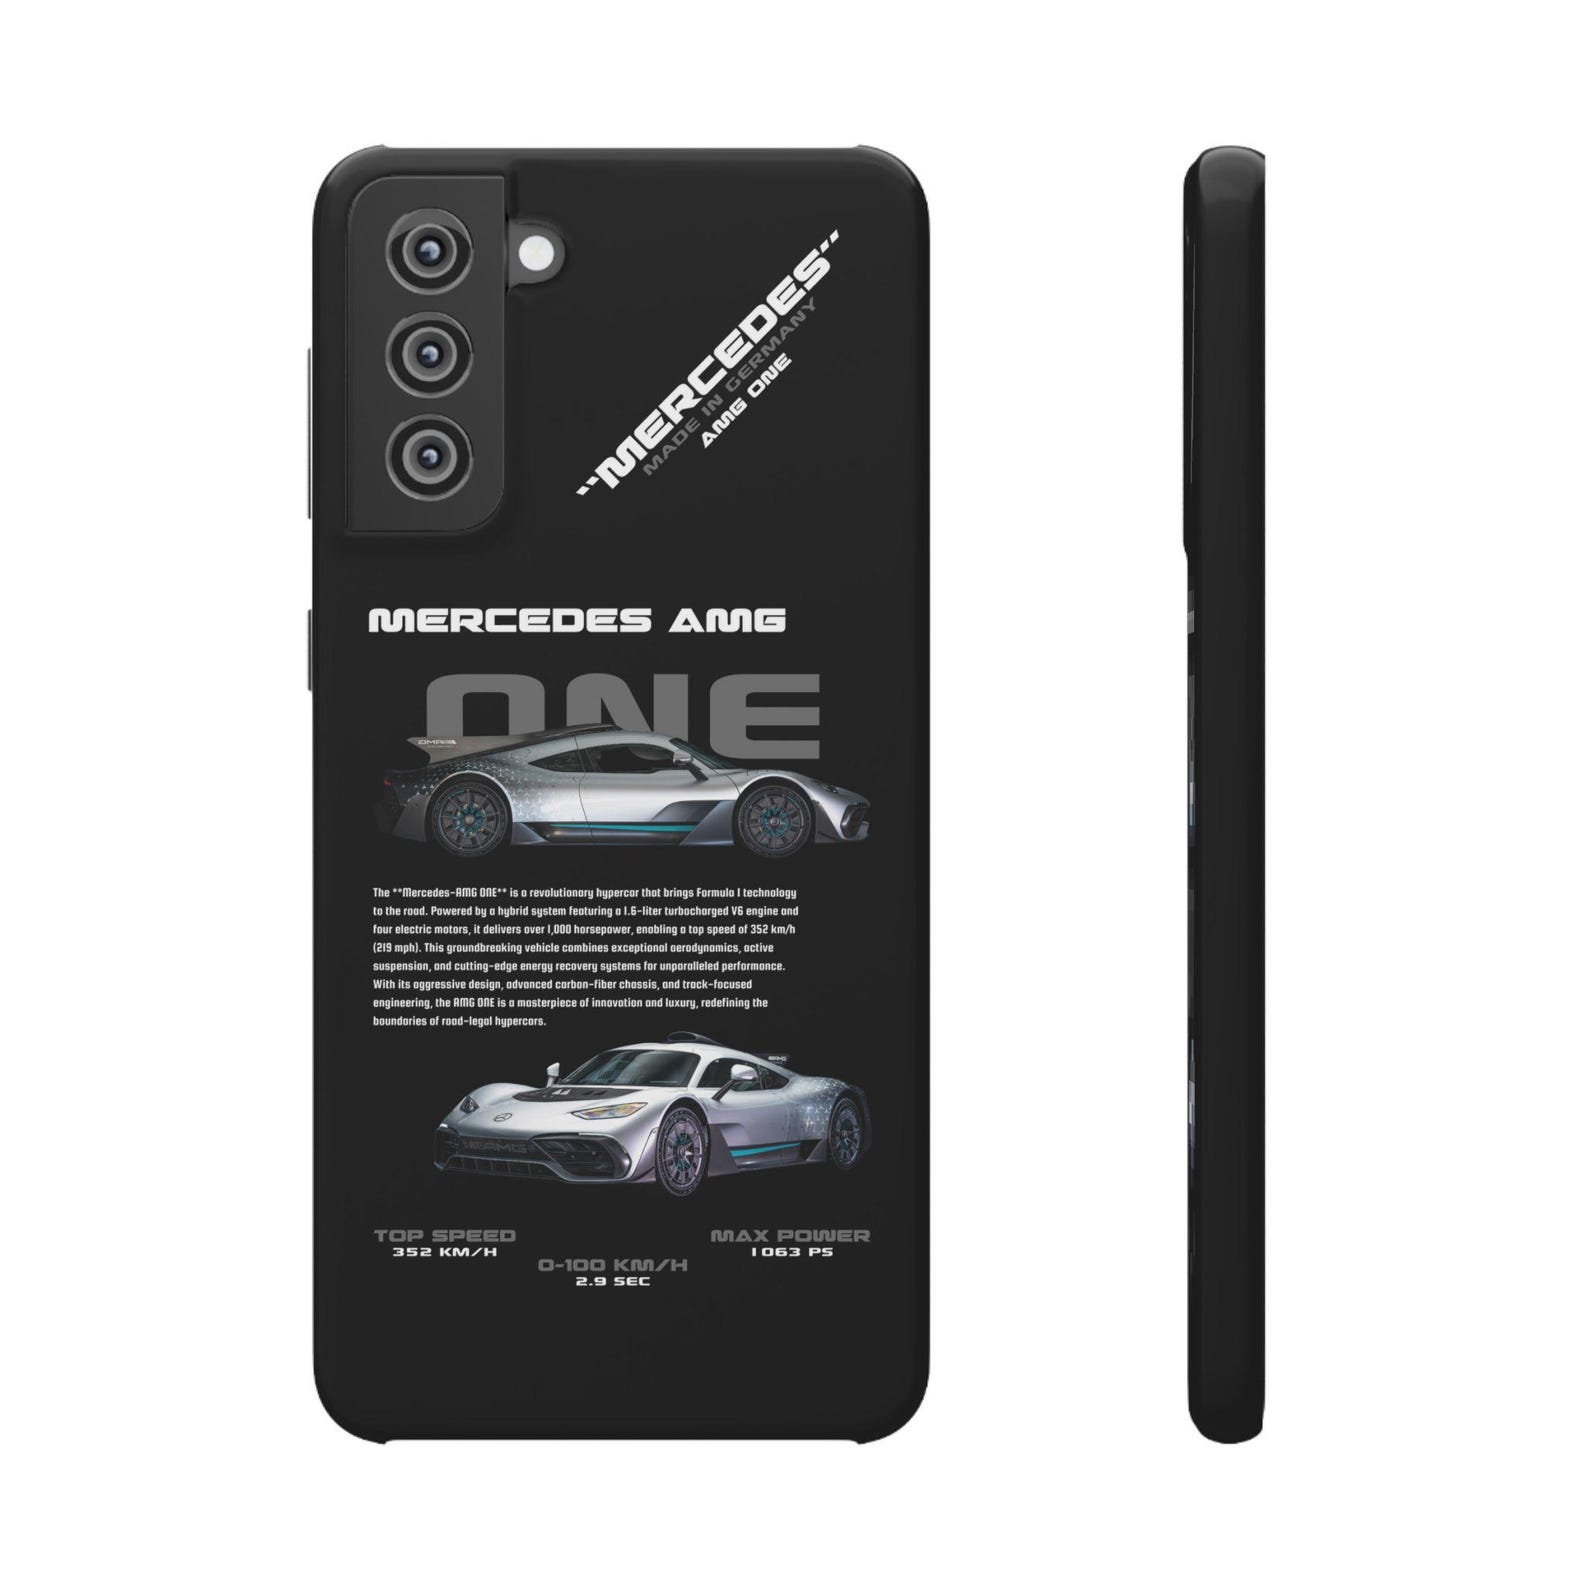 "MERCEDES"
MADE IN GERMANY
AMG ONE
MERCEDES AMG
ONE
AMG
The **Mercedes-AMG ONE** is a revolutionary hypercar that brings Formula 1 technology
to the road. Powered by a hybrid system featuring a 1.6-liter turbocharged V6 engine and
four electric motors, it delivers over 1,000 horsepower, enabling a top speed of 352 km/h
(219 mph). This groundbreaking vehicle combines exceptional aerodynamics, active
suspension, and cutting-edge energy recovery systems for unparalleled performance.
With its aggressive design, advanced carbon-fiber chassis, and track-focused
engineering, the AMG ONE is a masterpiece of innovation and luxury, redefining the
boundaries of road-legal hypercars.
AMG
AMG
TOP SPEED
352 KM/H
MAX POWER
1063 PS
0-100 KM/H
2.9 SEC